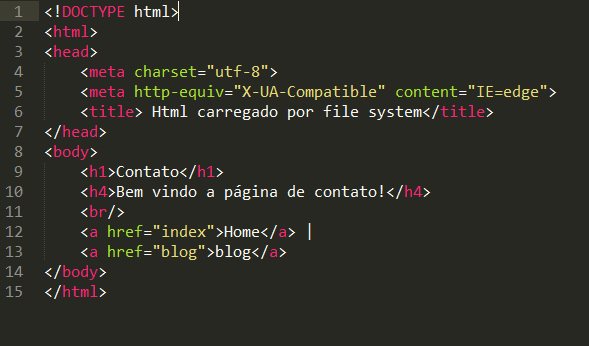 1 <!DOCTYPE html>
2 <html>
3 <head>
4     <meta charset="utf-8">
5     <meta http-equiv="X-UA-Compatible" content="IE=edge">
6     <title> Html carregado por file system</title>
7 </head>
8 <body>
9     <h1>Contato</h1>
10     <h4>Bem vindo a página de contato!</h4>
11     <br/>
12     <a href="index">Home</a> |
13     <a href="blog">blog</a>
14 </body>
15 </html>